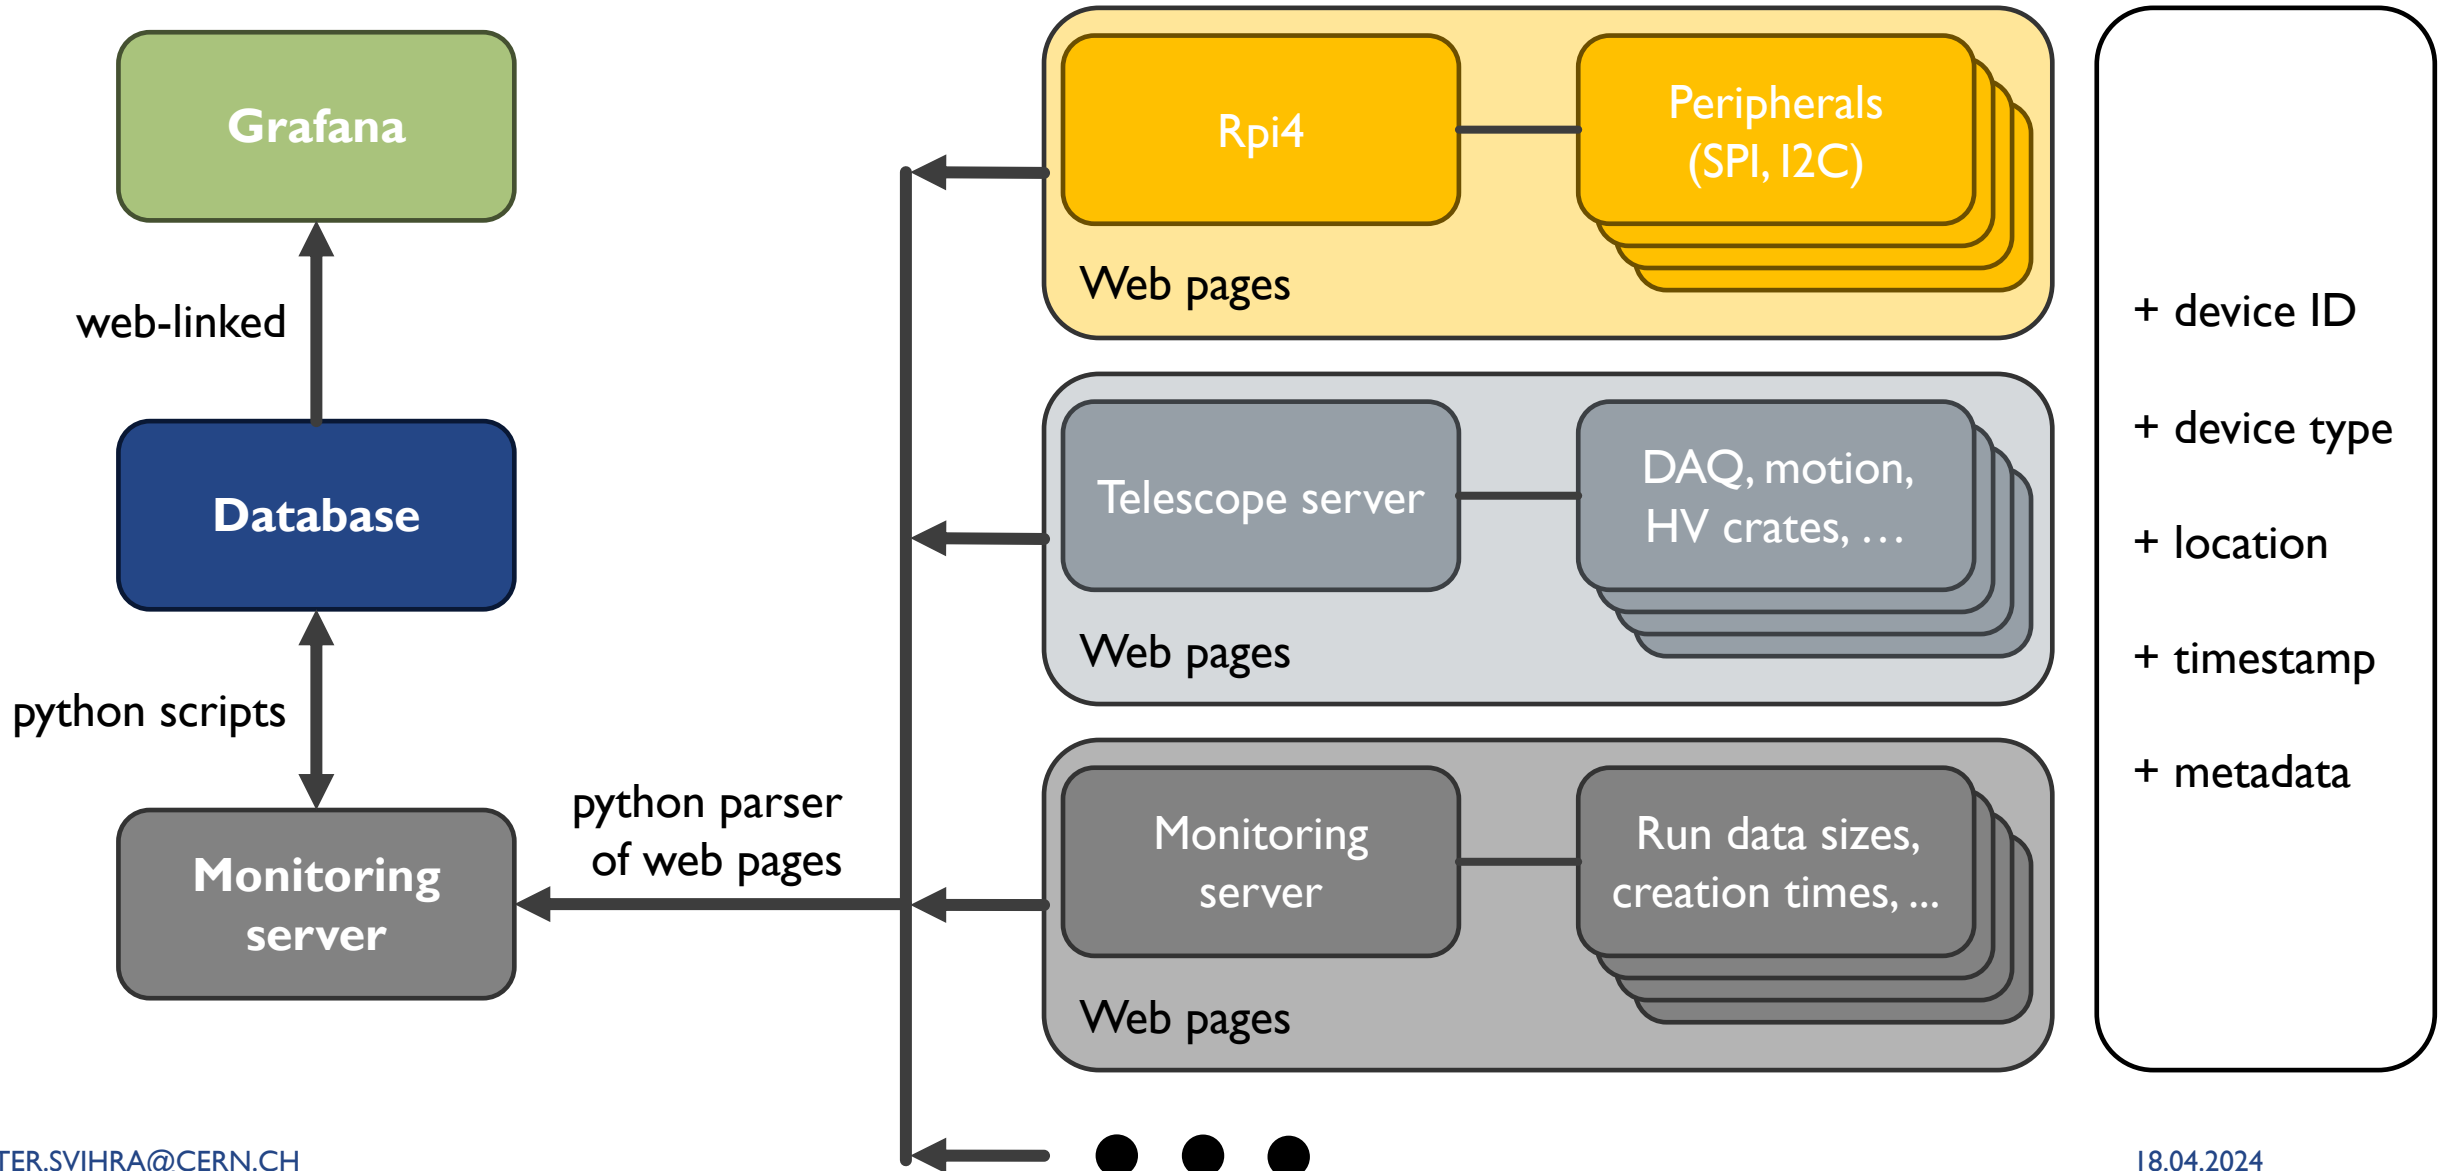 Grafana
web-linked
Database
python scripts
Monitoring
server
python parser
of web pages
Rpi4
Peripherals
(SPI, I2C)
Web pages
Telescope server
DAQ, motion,
HV crates, …
Web pages
Monitoring
server
Run data sizes,
creation times, ...
Web pages
+ device ID
+ device type
+ location
+ timestamp
+ metadata
TER.SVIHRA@CERN.CH
18.04.2024